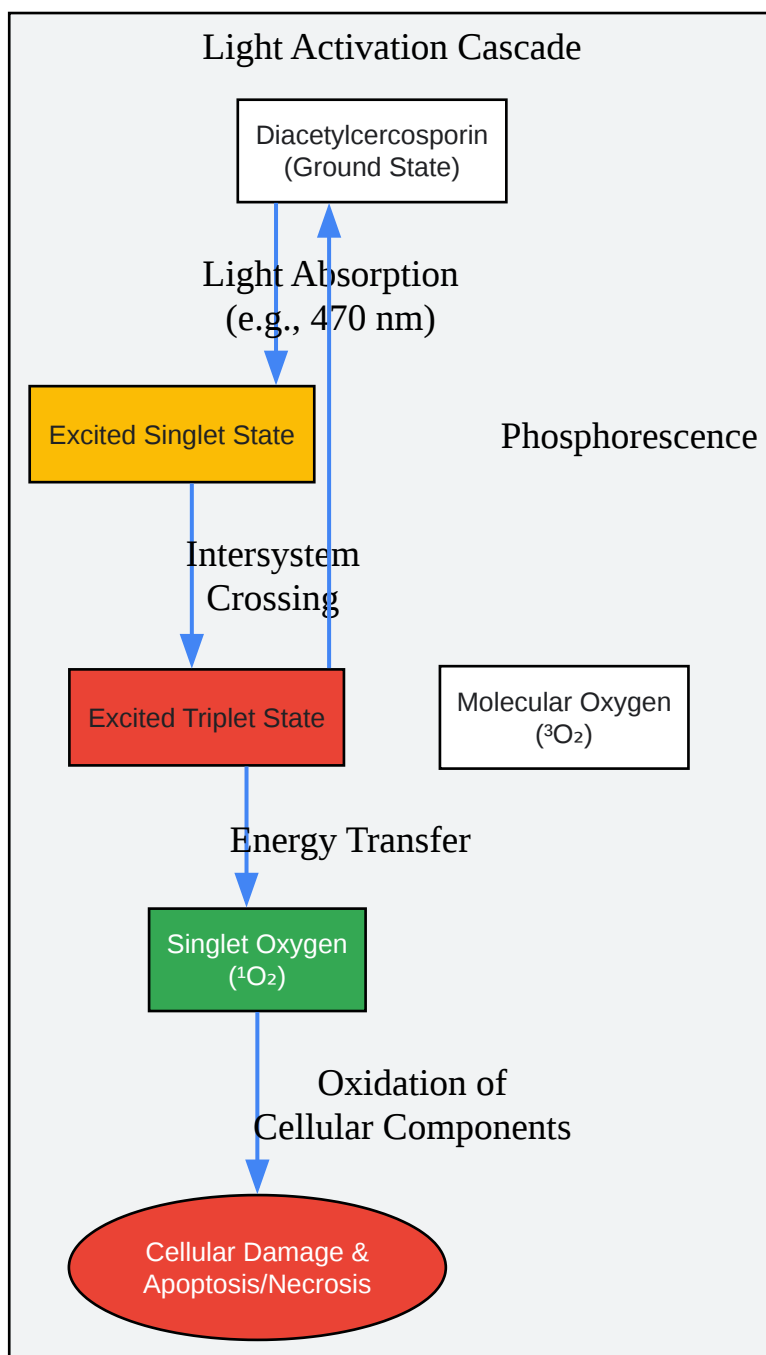 Light Activation Cascade
Diacetylcercosporin
(Ground State)
Light Absorption
(e.g., 470 nm)
Excited Singlet State
Phosphorescence
Intersystem
Crossing
Excited Triplet State
Molecular Oxygen
(³O₂)
Energy Transfer
Singlet Oxygen
(¹O₂)
Oxidation of
Cellular Components
Cellular Damage &
Apoptosis/Necrosis